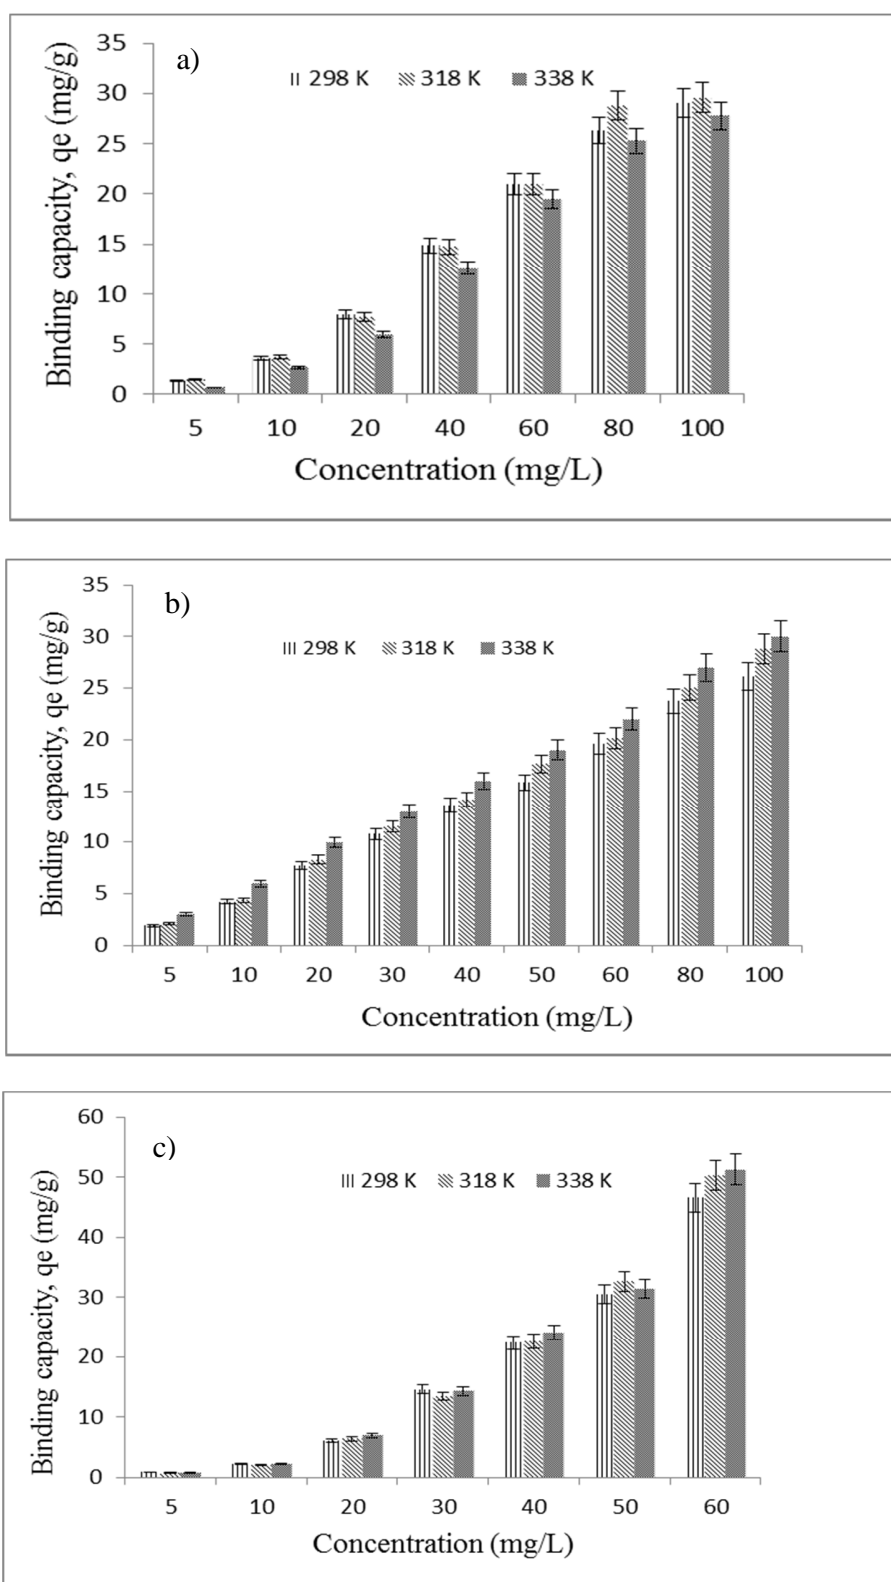 35
30
25
20
15
10
5
0
Binding capacity, qe (mg/g)
a)
298 K 318 K 338 K
5 10 20 40 60 80 100
Concentration (mg/L)
35
30
25
20
15
10
5
0
Binding capacity, qe (mg/g)
b)
298 K 318 K 338 K
5 10 20 30 40 50 60 80 100
Concentration (mg/L)
60
50
40
30
20
10
0
Binding capacity, qe (mg/g)
c)
298 K 318 K 338 K
5 10 20 30 40 50 60
Concentration (mg/L)